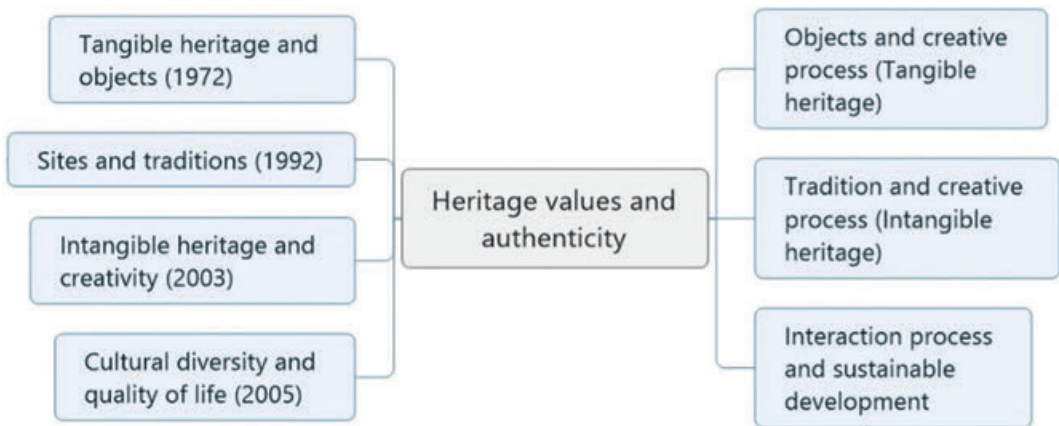 Tangible heritage and
objects (1972)
Sites and traditions (1992)
Intangible heritage and
creativity (2003)
Cultural diversity and
quality of life (2005)
Heritage values and
authenticity
Objects and creative
process (Tangible
heritage)
Tradition and creative
process (Intangible
heritage)
Interaction process
and sustainable
development